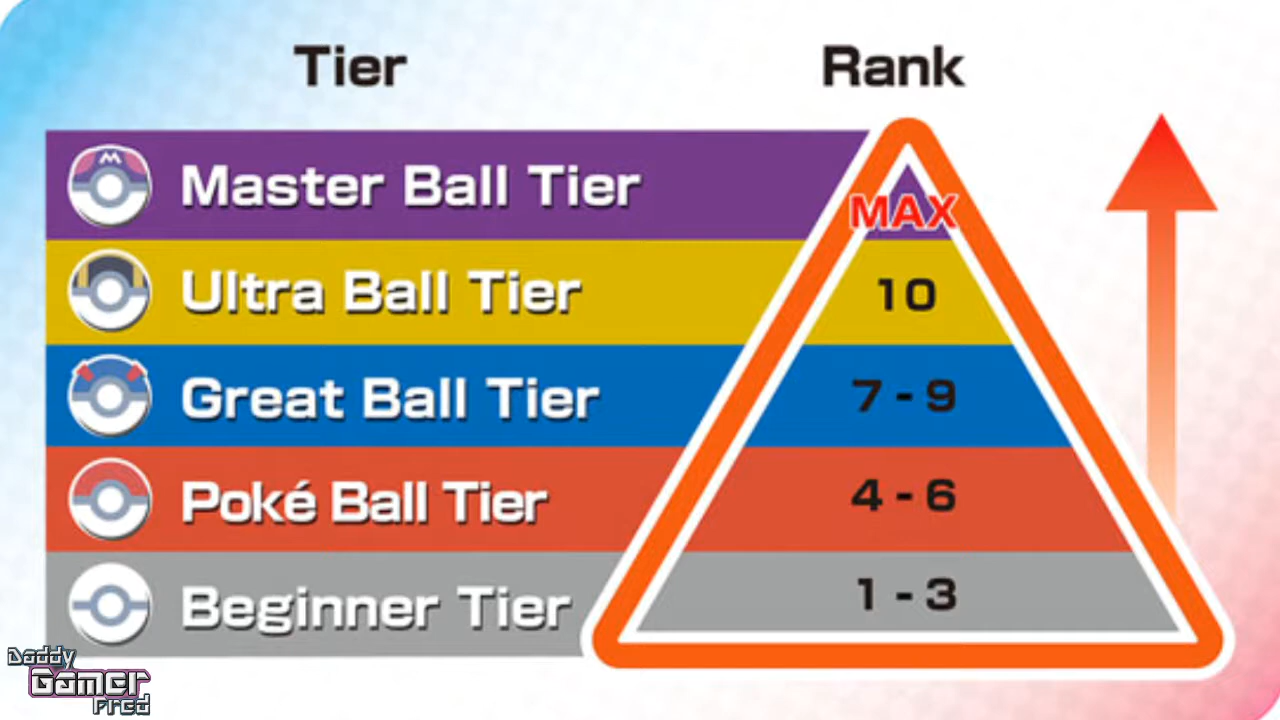 Tier Rank
Master Ball Tier MAX
Ultra Ball Tier 10
Great Ball Tier 7 - 9
Poké Ball Tier 4 - 6
Beginner Tier 1 - 3
Daddy
Gamer
Fred